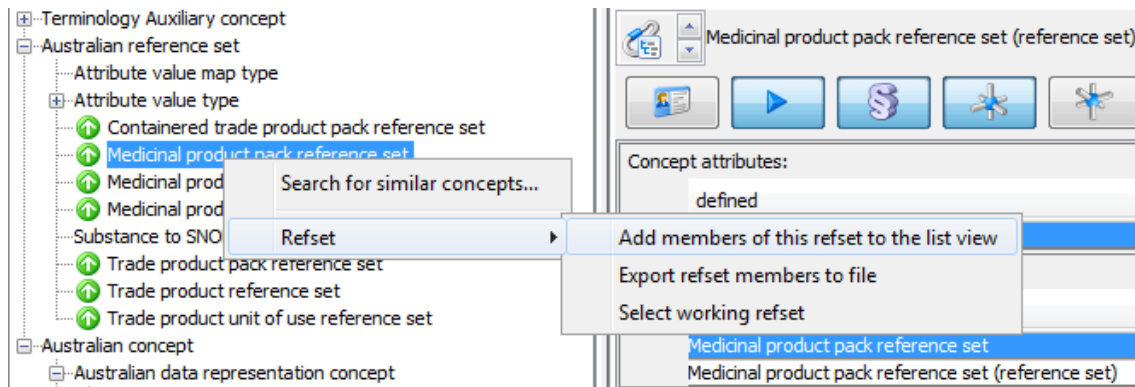 Terminology Auxiliary concept
Australian reference set
Attribute value map type
Attribute value type
Containered trade product pack reference set
Medicinal product pack reference set
Medicinal prod
Medicinal prod
Substance to SNO
Trade product pack reference set
Trade product reference set
Trade product unit of use reference set
Australian concept
Australian data representation concept
Search for similar concepts...
Refset
Add members of this refset to the list view
Export refset members to file
Select working refset
Medicinal product pack reference set (reference set)
Concept attributes:
defined
Medicinal product pack reference set
Medicinal product pack reference set (reference set)